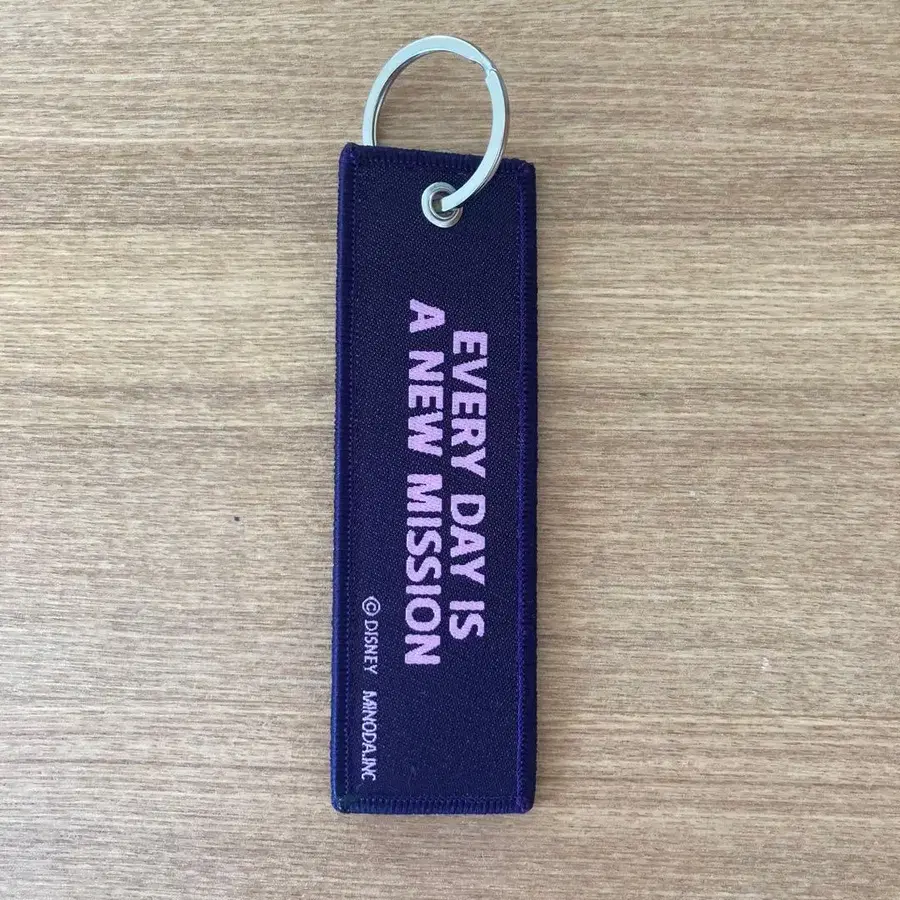 EVERY DAY IS
A NEW MISSION
© DISNEY MINODA.INC